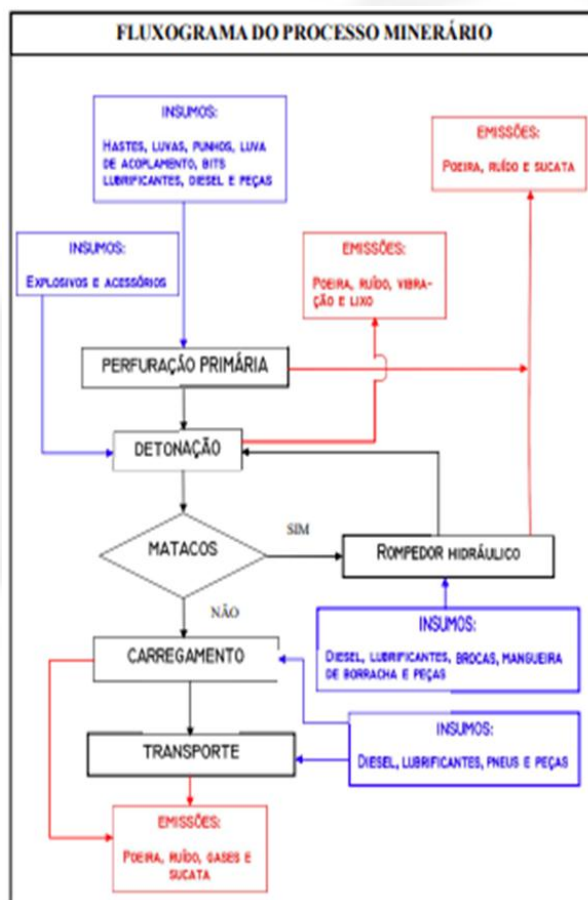 FLUXOGRAMA DO PROCESSO MINERÁRIO
INSUMOS:
HASTES, LUVAS, PUNHOS, LUVA
DE ACOPLAMENTO, BITS
LUBRIFICANTES, DIESEL E PEÇAS
EMISSÕES:
POEIRA, RUÍDO E SUCATA
INSUMOS:
EXPLOSIVOS E ACESSÓRIOS
EMISSÕES:
POEIRA, RUÍDO, VIBRA-
ÇÃO E LIXO
PERFURAÇÃO PRIMÁRIA
DETONAÇÃO
MATACOS
SIM
ROMPEDOR HIDRÁULICO
NÃO
INSUMOS:
DIESEL, LUBRIFICANTES, BROCAS, MANGUEIRA
DE BORRACHA E PEÇAS
CARREGAMENTO
INSUMOS:
DIESEL, LUBRIFICANTES, PNEUS E PEÇAS
TRANSPORTE
EMISSÕES:
POEIRA, RUÍDO, GASES E
SUCATA